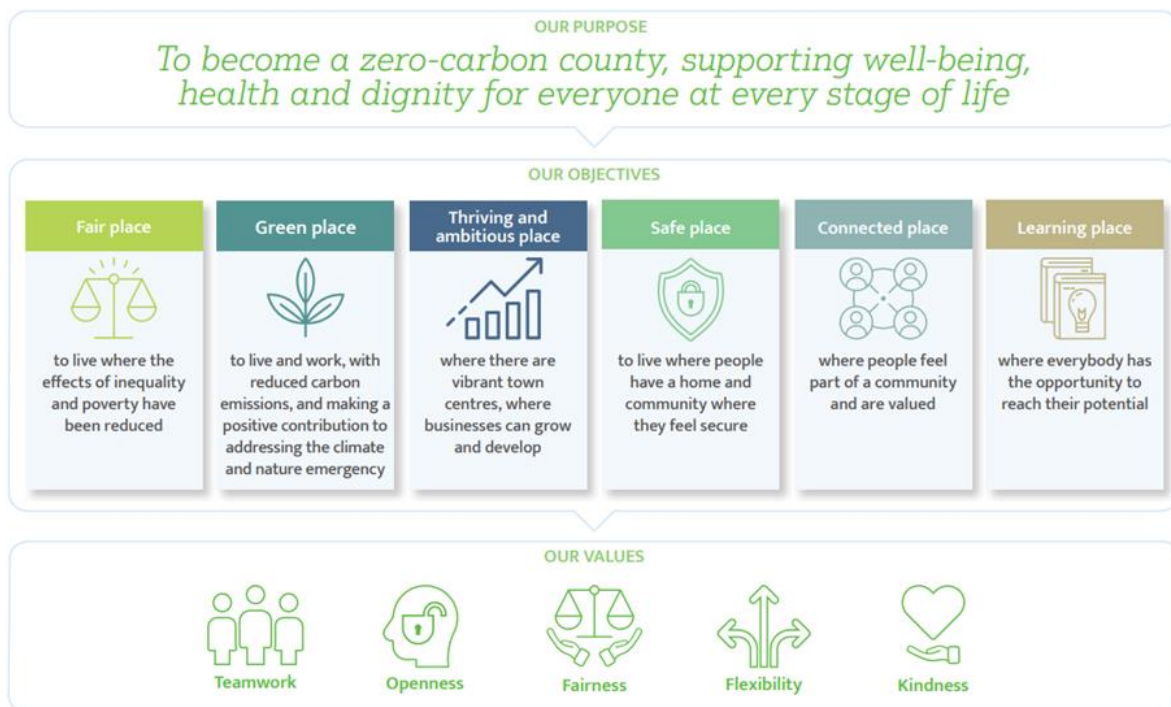 OUR PURPOSE
To become a zero-carbon county, supporting well-being,
health and dignity for everyone at every stage of life
OUR OBJECTIVES
Fair place
to live where the
effects of inequality
and poverty have
been reduced
Green place
to live and work, with
reduced carbon
emissions, and making a
positive contribution to
addressing the climate
and nature emergency
Thriving and
ambitious place
where there are
vibrant town
centres, where
businesses can grow
and develop
Safe place
to live where people
have a home and
community where
they feel secure
Connected place
where people feel
part of a community
and are valued
Learning place
where everybody has
the opportunity to
reach their potential
OUR VALUES
Teamwork
Openness
Fairness
Flexibility
Kindness